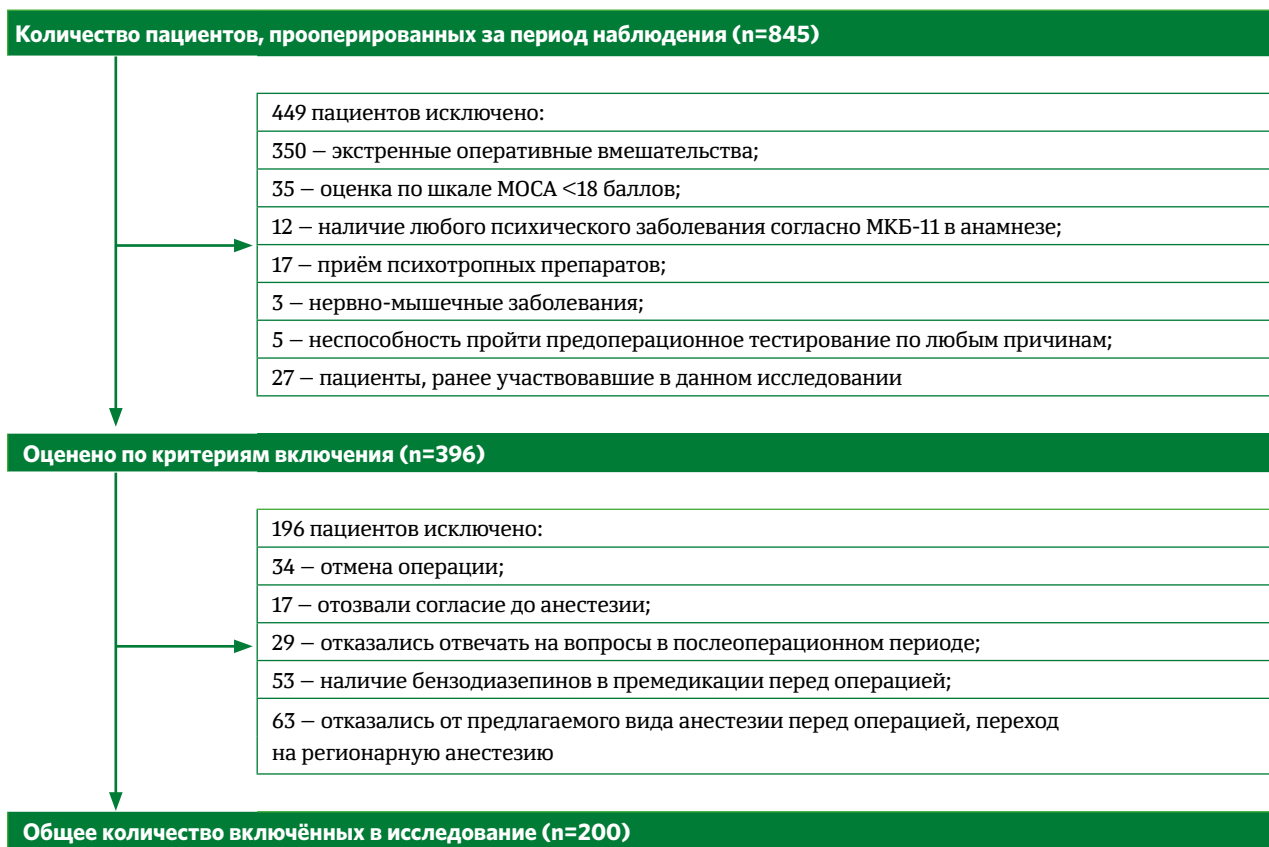 Количество пациентов, прооперированных за период наблюдения (n=845)
449 пациентов исключено:
350 – экстренные оперативные вмешательства;
35 – оценка по шкале МОСА <18 баллов;
12 – наличие любого психического заболевания согласно МКБ-11 в анамнезе;
17 – приём психотропных препаратов;
3 – нервно-мышечные заболевания;
5 – неспособность пройти предоперационное тестирование по любым причинам;
27 – пациенты, ранее участвовавшие в данном исследовании
Оценено по критериям включения (n=396)
196 пациентов исключено:
34 – отмена операции;
17 – отозвали согласие до анестезии;
29 – отказались отвечать на вопросы в послеоперационном периоде;
53 – наличие бензодиазепинов в премедикации перед операцией;
63 – отказались от предлагаемого вида анестезии перед операцией, переход
на регионарную анестезию
Общее количество включённых в исследование (n=200)